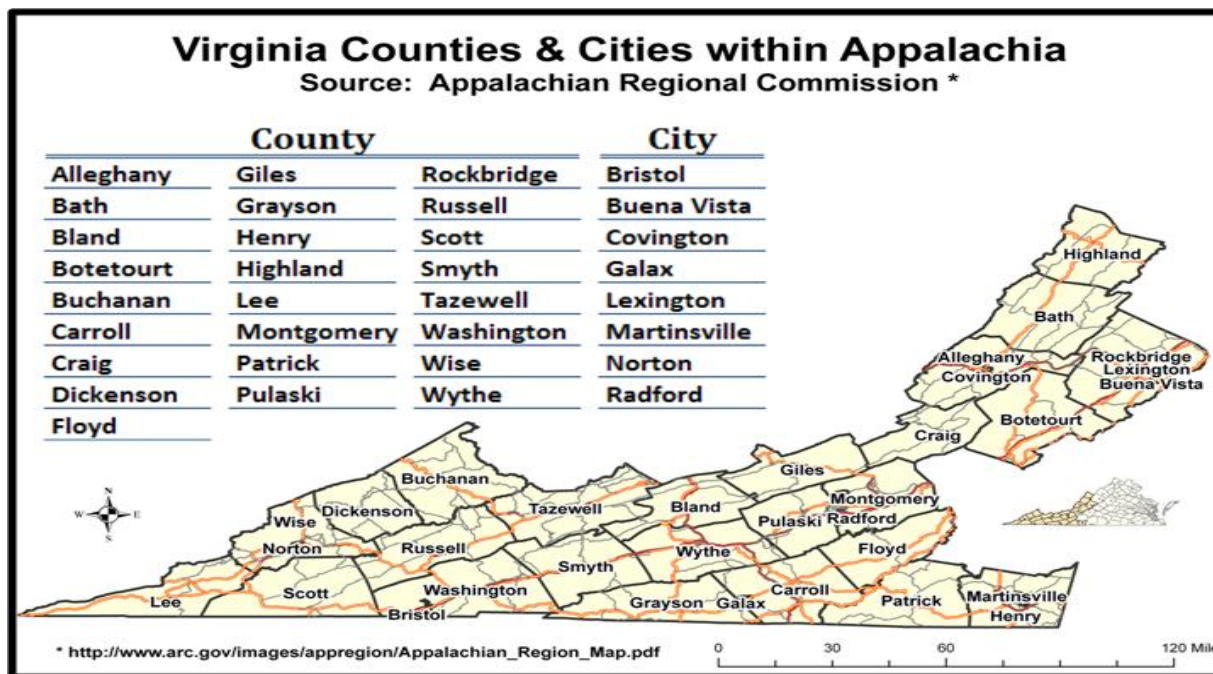 Virginia Counties & Cities within Appalachia
Source: Appalachian Regional Commission *
County City
Alleghany Giles Rockbridge Bristol
Bath Grayson Russell Buena Vista
Bland Henry Scott Covington
Botetourt Highland Smyth Galax
Buchanan Lee Tazewell Lexington
Carroll Montgomery Washington Martinsville
Craig Patrick Wise Norton
Dickenson Pulaski Wythe Radford
Floyd
Highland
Bath
Alleghany
Covington
Rockbridge
Lexington
Buena Vista
Botetourt
Craig
Giles
Buchanan
Montgomery
Dickenson
Tazewell
Bland
Pulaski
Radford
Wise
Norton
Russell
Wythe
Floyd
Smyth
Washington
Scott
Lee
Bristol
Grayson
Galax
Carroll
Patrick
Martinsville
Henry
N
W E
S
* http://www.arc.gov/images/appregion/Appalachian_Region_Map.pdf
0 30 60 120 Mil